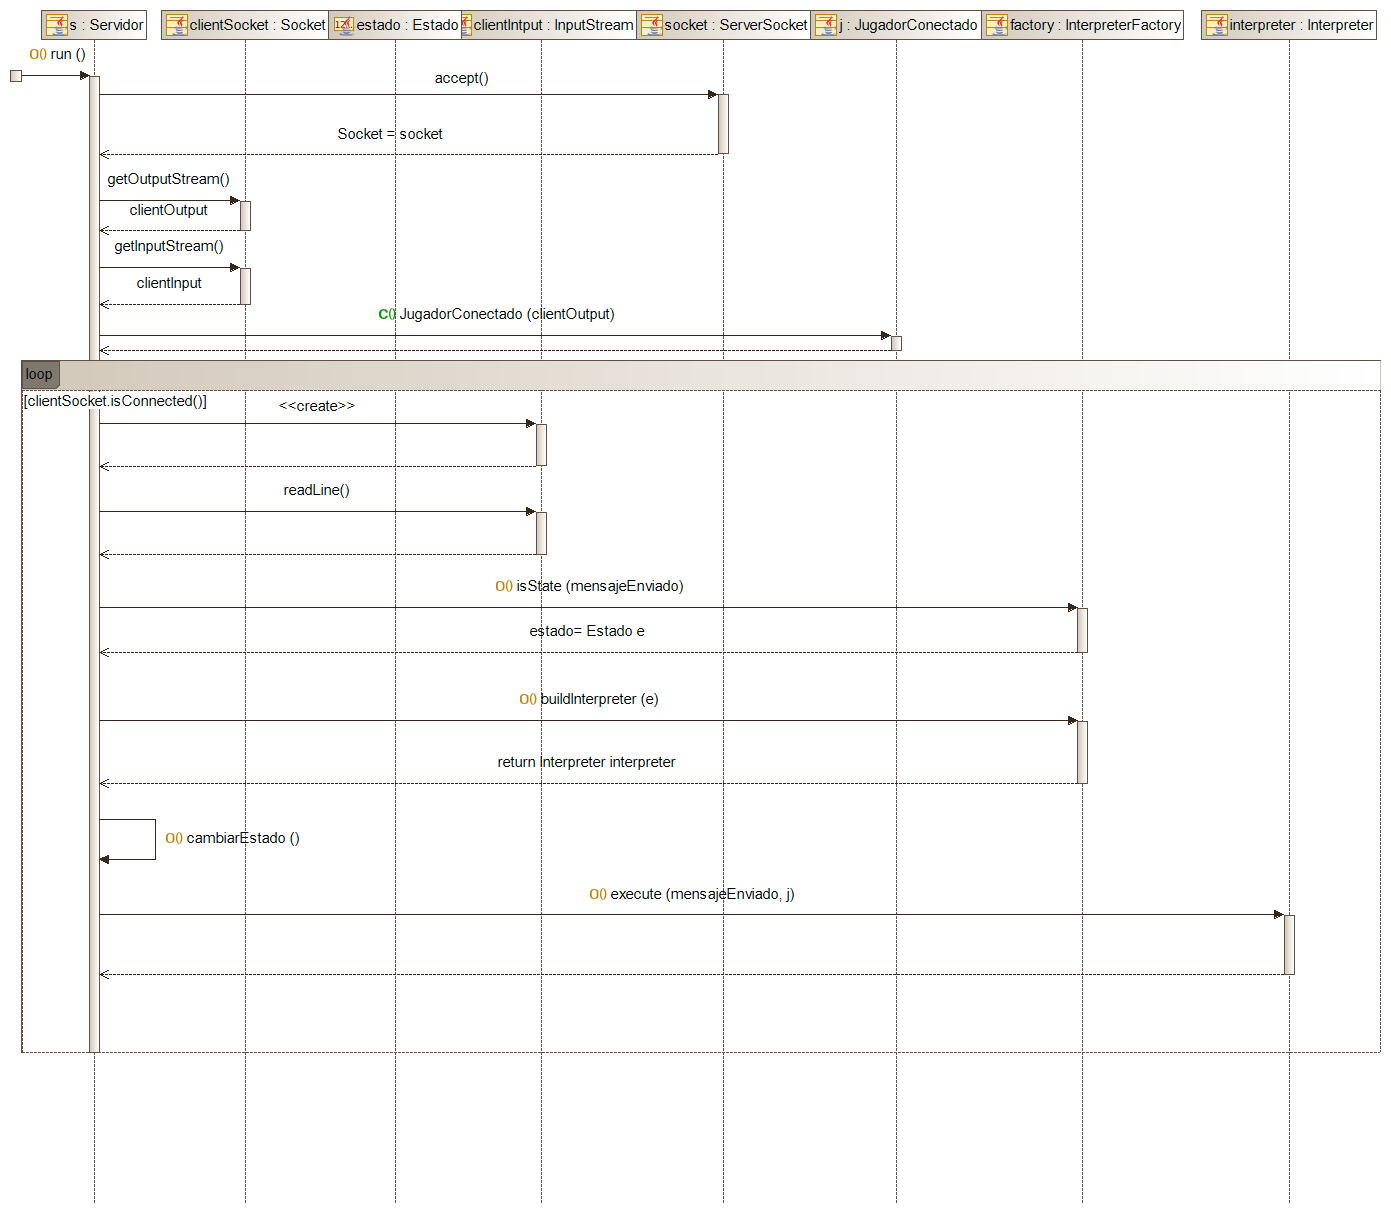 s : Servidor
clientSocket : Socket
estado : Estado
clientIntput : InputStream
socket : ServerSocket
j : JugadorConectado
factory : InterpreterFactory
interpreter : Interpreter
O() run ()
accept()
Socket = socket
getOutputStream()
clientOutput
getInputStream()
clientInput
C() JugadorConectado (clientOutput)
loop
[clientSocket.isConnected()]
<<create>>
readLine()
O() isState (mensajeEnviado)
estado= Estado e
O() buildInterpreter (e)
return Interpreter interpreter
O() cambiarEstado ()
O() execute (mensajeEnviado, j)